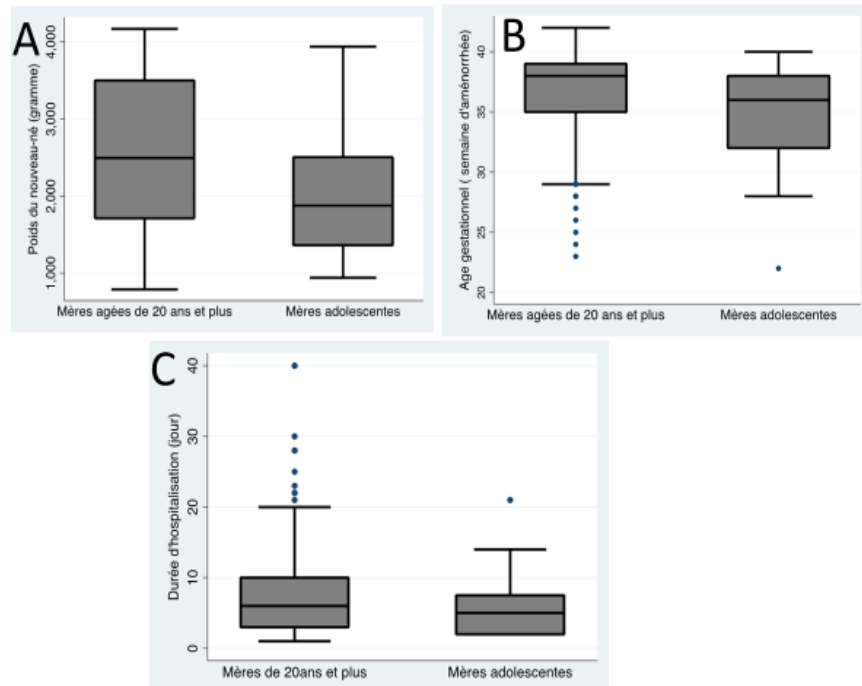 A
Poids du nouveau-né (gramme)
4,000
3,000
2,000
1,000
Mères agées de 20 ans et plus
Mères adolescentes
B
Age gestationnel ( semaine d'aménorrhée)
40
35
30
25
20
Mères agées de 20 ans et plus
Mères adolescentes
C
Durée d'hospitalisation (jour)
40
30
20
10
0
Mères de 20ans et plus
Mères adolescentes